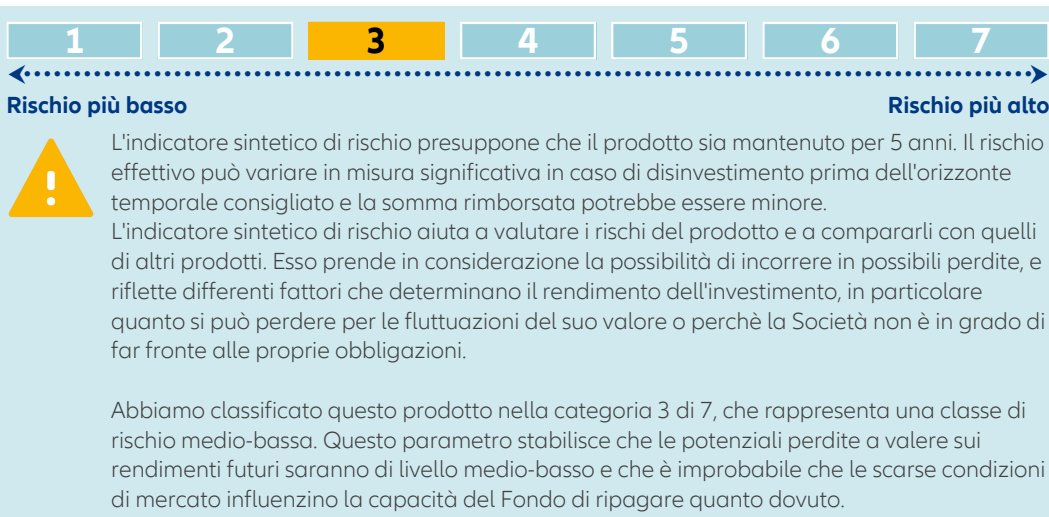 1 2 3 4 5 6 7
Rischio più basso Rischio più alto
L'indicatore sintetico di rischio presuppone che il prodotto sia mantenuto per 5 anni. Il rischio
effettivo può variare in misura significativa in caso di disinvestimento prima dell'orizzonte
temporale consigliato e la somma rimborsata potrebbe essere minore.
L'indicatore sintetico di rischio aiuta a valutare i rischi del prodotto e a compararli con quelli
di altri prodotti. Esso prende in considerazione la possibilità di incorrere in possibili perdite, e
riflette differenti fattori che determinano il rendimento dell'investimento, in particolare
quanto si può perdere per le fluttuazioni del suo valore o perchè la Società non è in grado di
far fronte alle proprie obbligazioni.
Abbiamo classificato questo prodotto nella categoria 3 di 7, che rappresenta una classe di
rischio medio-bassa. Questo parametro stabilisce che le potenziali perdite a valere sui
rendimenti futuri saranno di livello medio-basso e che è improbabile che le scarse condizioni
di mercato influenzino la capacità del Fondo di ripagare quanto dovuto.